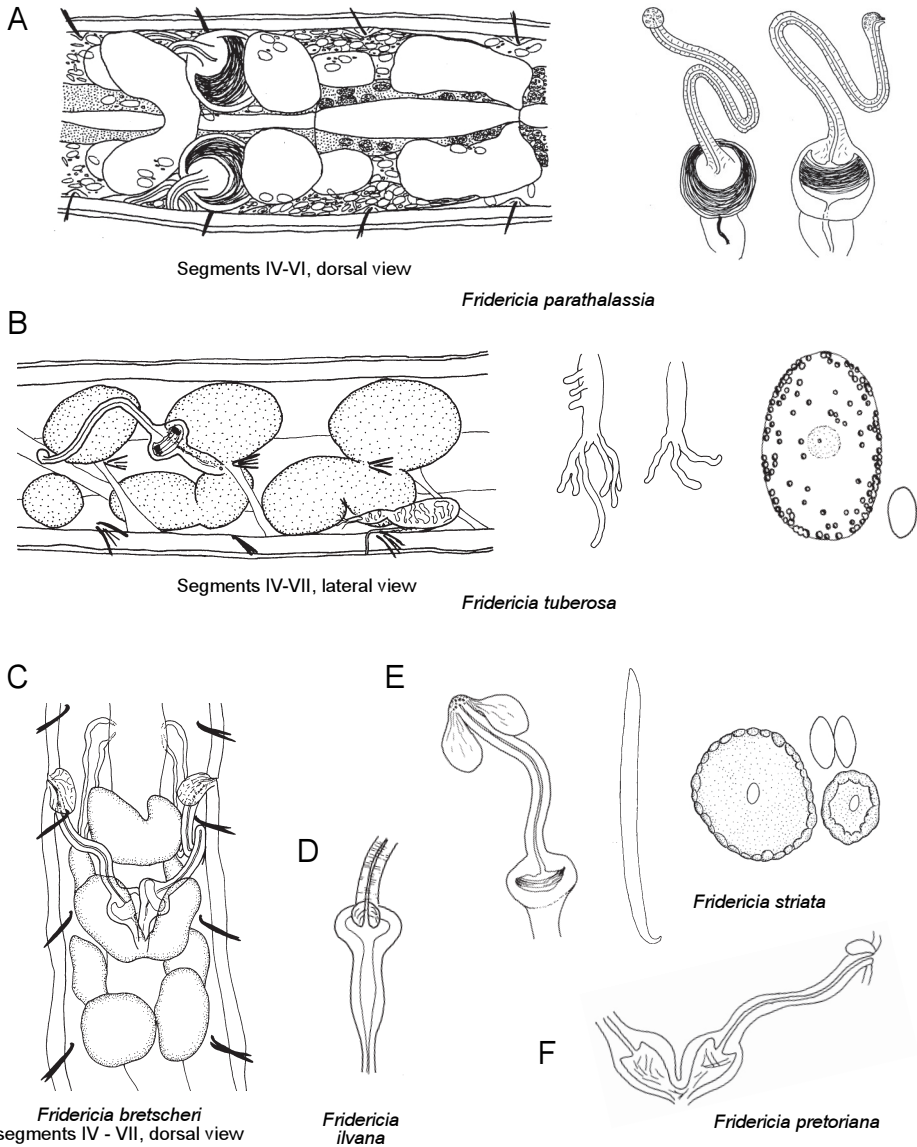 A
Segments IV-VI, dorsal view
Fridericia parathalassia
B
Segments IV-VII, lateral view
Fridericia tuberosa
C
E
D
Fridericia striata
F
Fridericia bretscheri
segments IV - VII, dorsal view
Fridericia
ilvana
Fridericia pretoriana